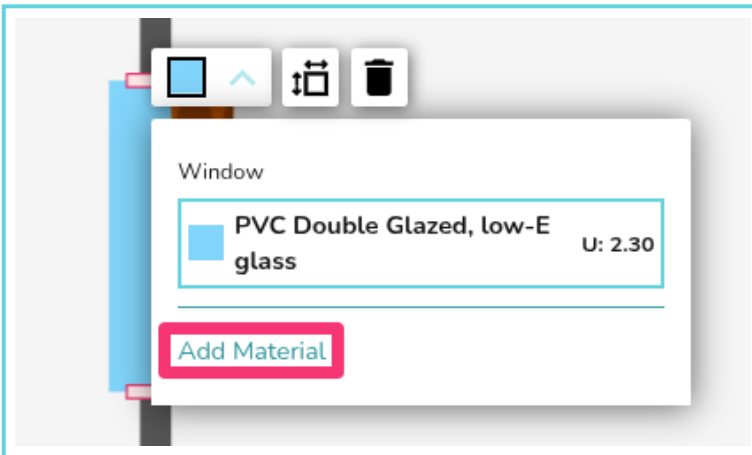 Window
PVC Double Glazed, low-E
glass
U: 2.30
Add Material